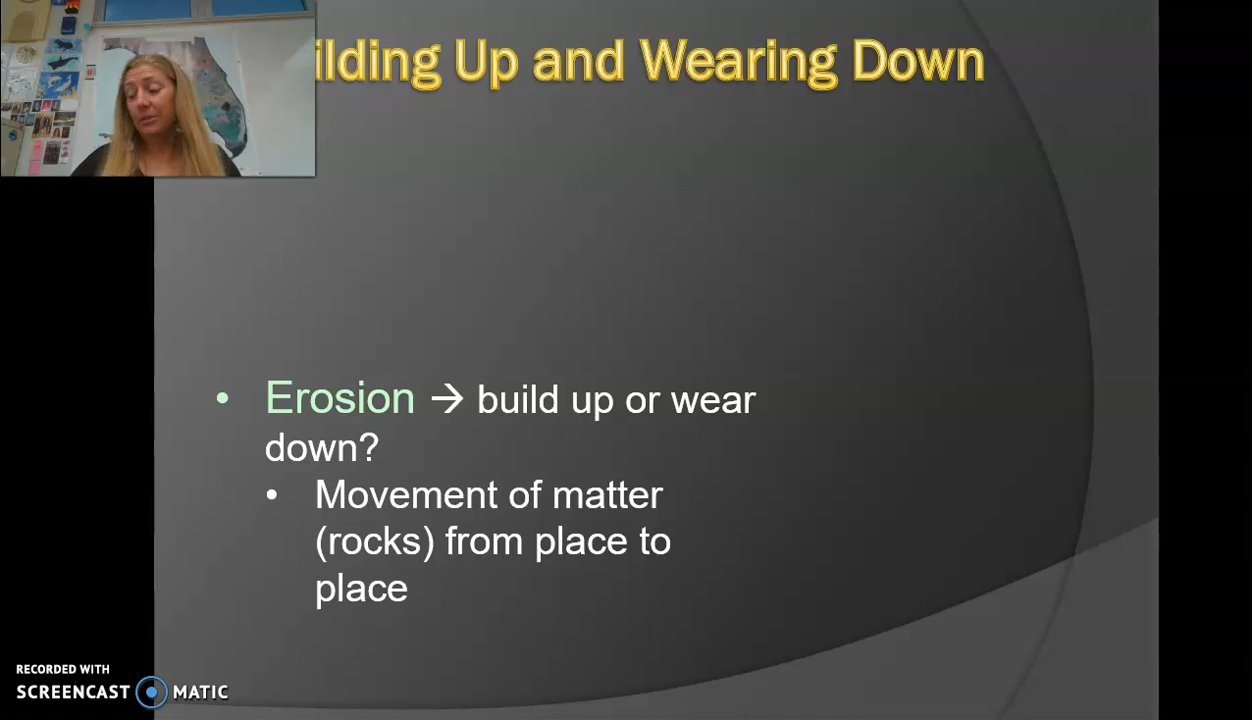 ilding Up and Wearing Down
• Erosion → build up or wear
down?
• Movement of matter
(rocks) from place to
place
RECORDED WITH
SCREENCAST MATIC